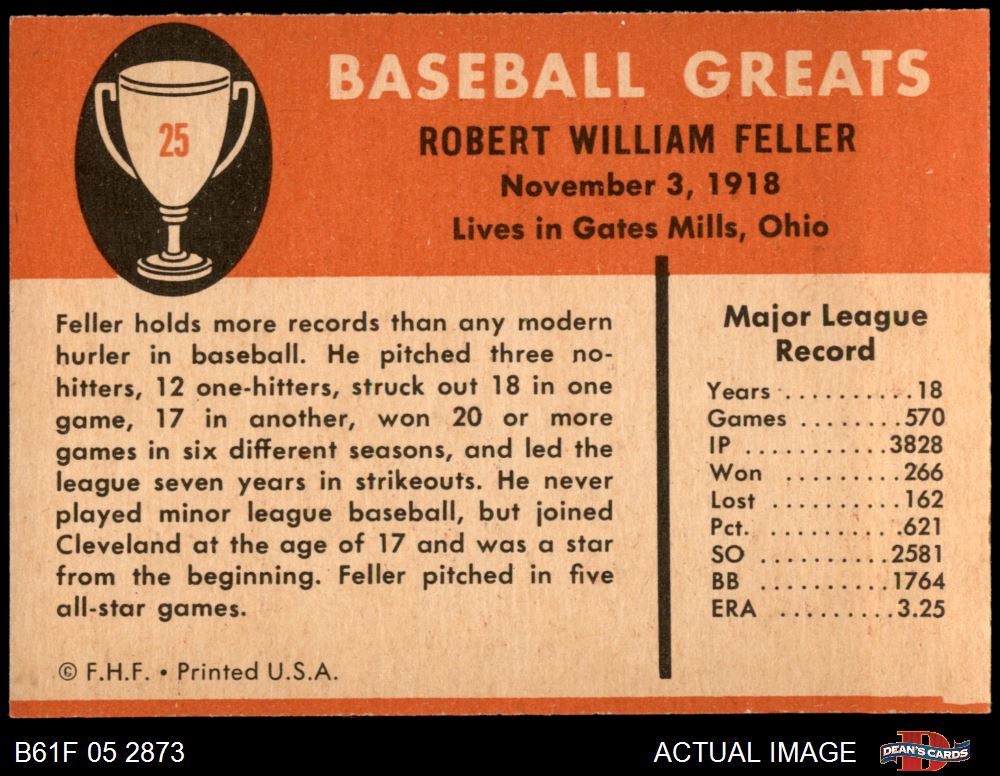 25
BASEBALL GREATS
ROBERT WILLIAM FELLER
November 3, 1918
Lives in Gates Mills, Ohio
Feller holds more records than any modern
hurler in baseball. He pitched three no-
hitters, 12 one-hitters, struck out 18 in one
game, 17 in another, won 20 or more
games in six different seasons, and led the
league seven years in strikeouts. He never
played minor league baseball, but joined
Cleveland at the age of 17 and was a star
from the beginning. Feller pitched in five
all-star games.
© F.H.F. • Printed U.S.A.
Major League
Record
Years . . . . . . . . . . 18
Games . . . . . . . . 570
IP . . . . . . . . . . . 3828
Won . . . . . . . . . 266
Lost . . . . . . . . . . 162
Pct. . . . . . . . . . . .621
SO . . . . . . . . . . 2581
BB . . . . . . . . . . 1764
ERA . . . . . . . . . 3.25
B61F 05 2873
ACTUAL IMAGE
D
DEAN'S CARDS